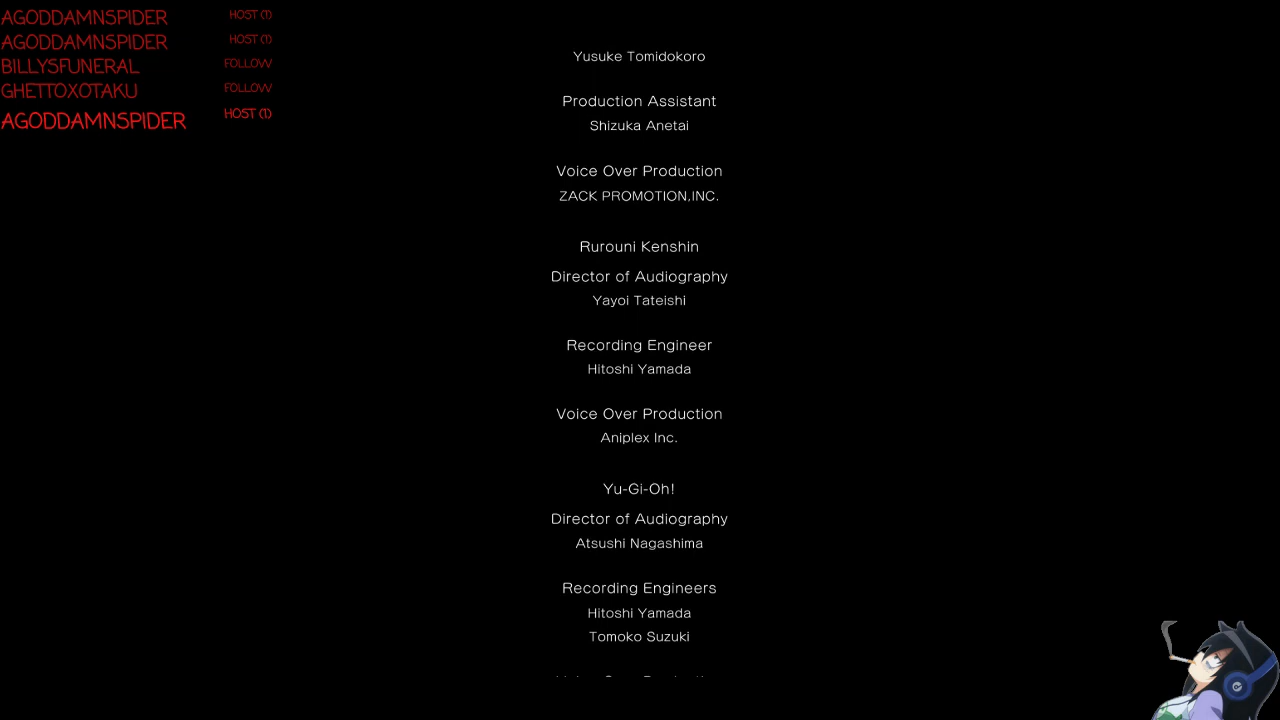 AGODDAMNSPIDER HOST (1)
AGODDAMNSPIDER HOST (1)
BILLYSFUNERAL FOLLOW
GHETTOXOTAKU FOLLOW
AGODDAMNSPIDER HOST (1)
Yusuke Tomidokoro
Production Assistant
Shizuka Anetai
Voice Over Production
ZACK PROMOTION,INC.
Rurouni Kenshin
Director of Audiography
Yayoi Tateishi
Recording Engineer
Hitoshi Yamada
Voice Over Production
Aniplex Inc.
Yu-Gi-Oh!
Director of Audiography
Atsushi Nagashima
Recording Engineers
Hitoshi Yamada
Tomoko Suzuki